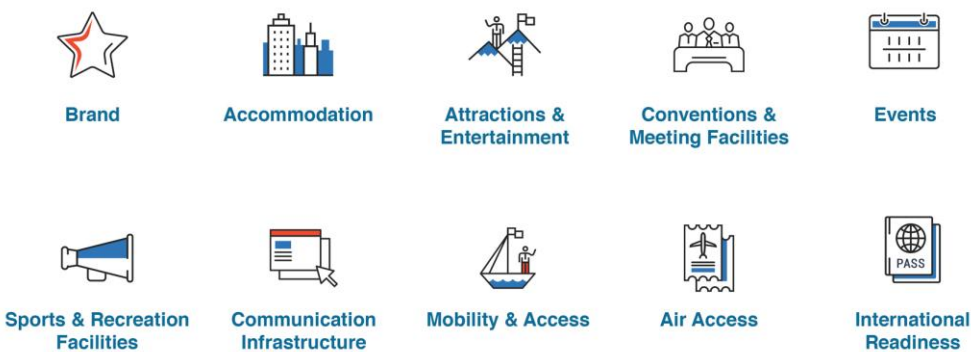 Brand
Accommodation
Attractions &
Entertainment
Conventions &
Meeting Facilities
Events
PASS
Sports & Recreation
Facilities
Communication
Infrastructure
Mobility & Access
Air Access
International
Readiness